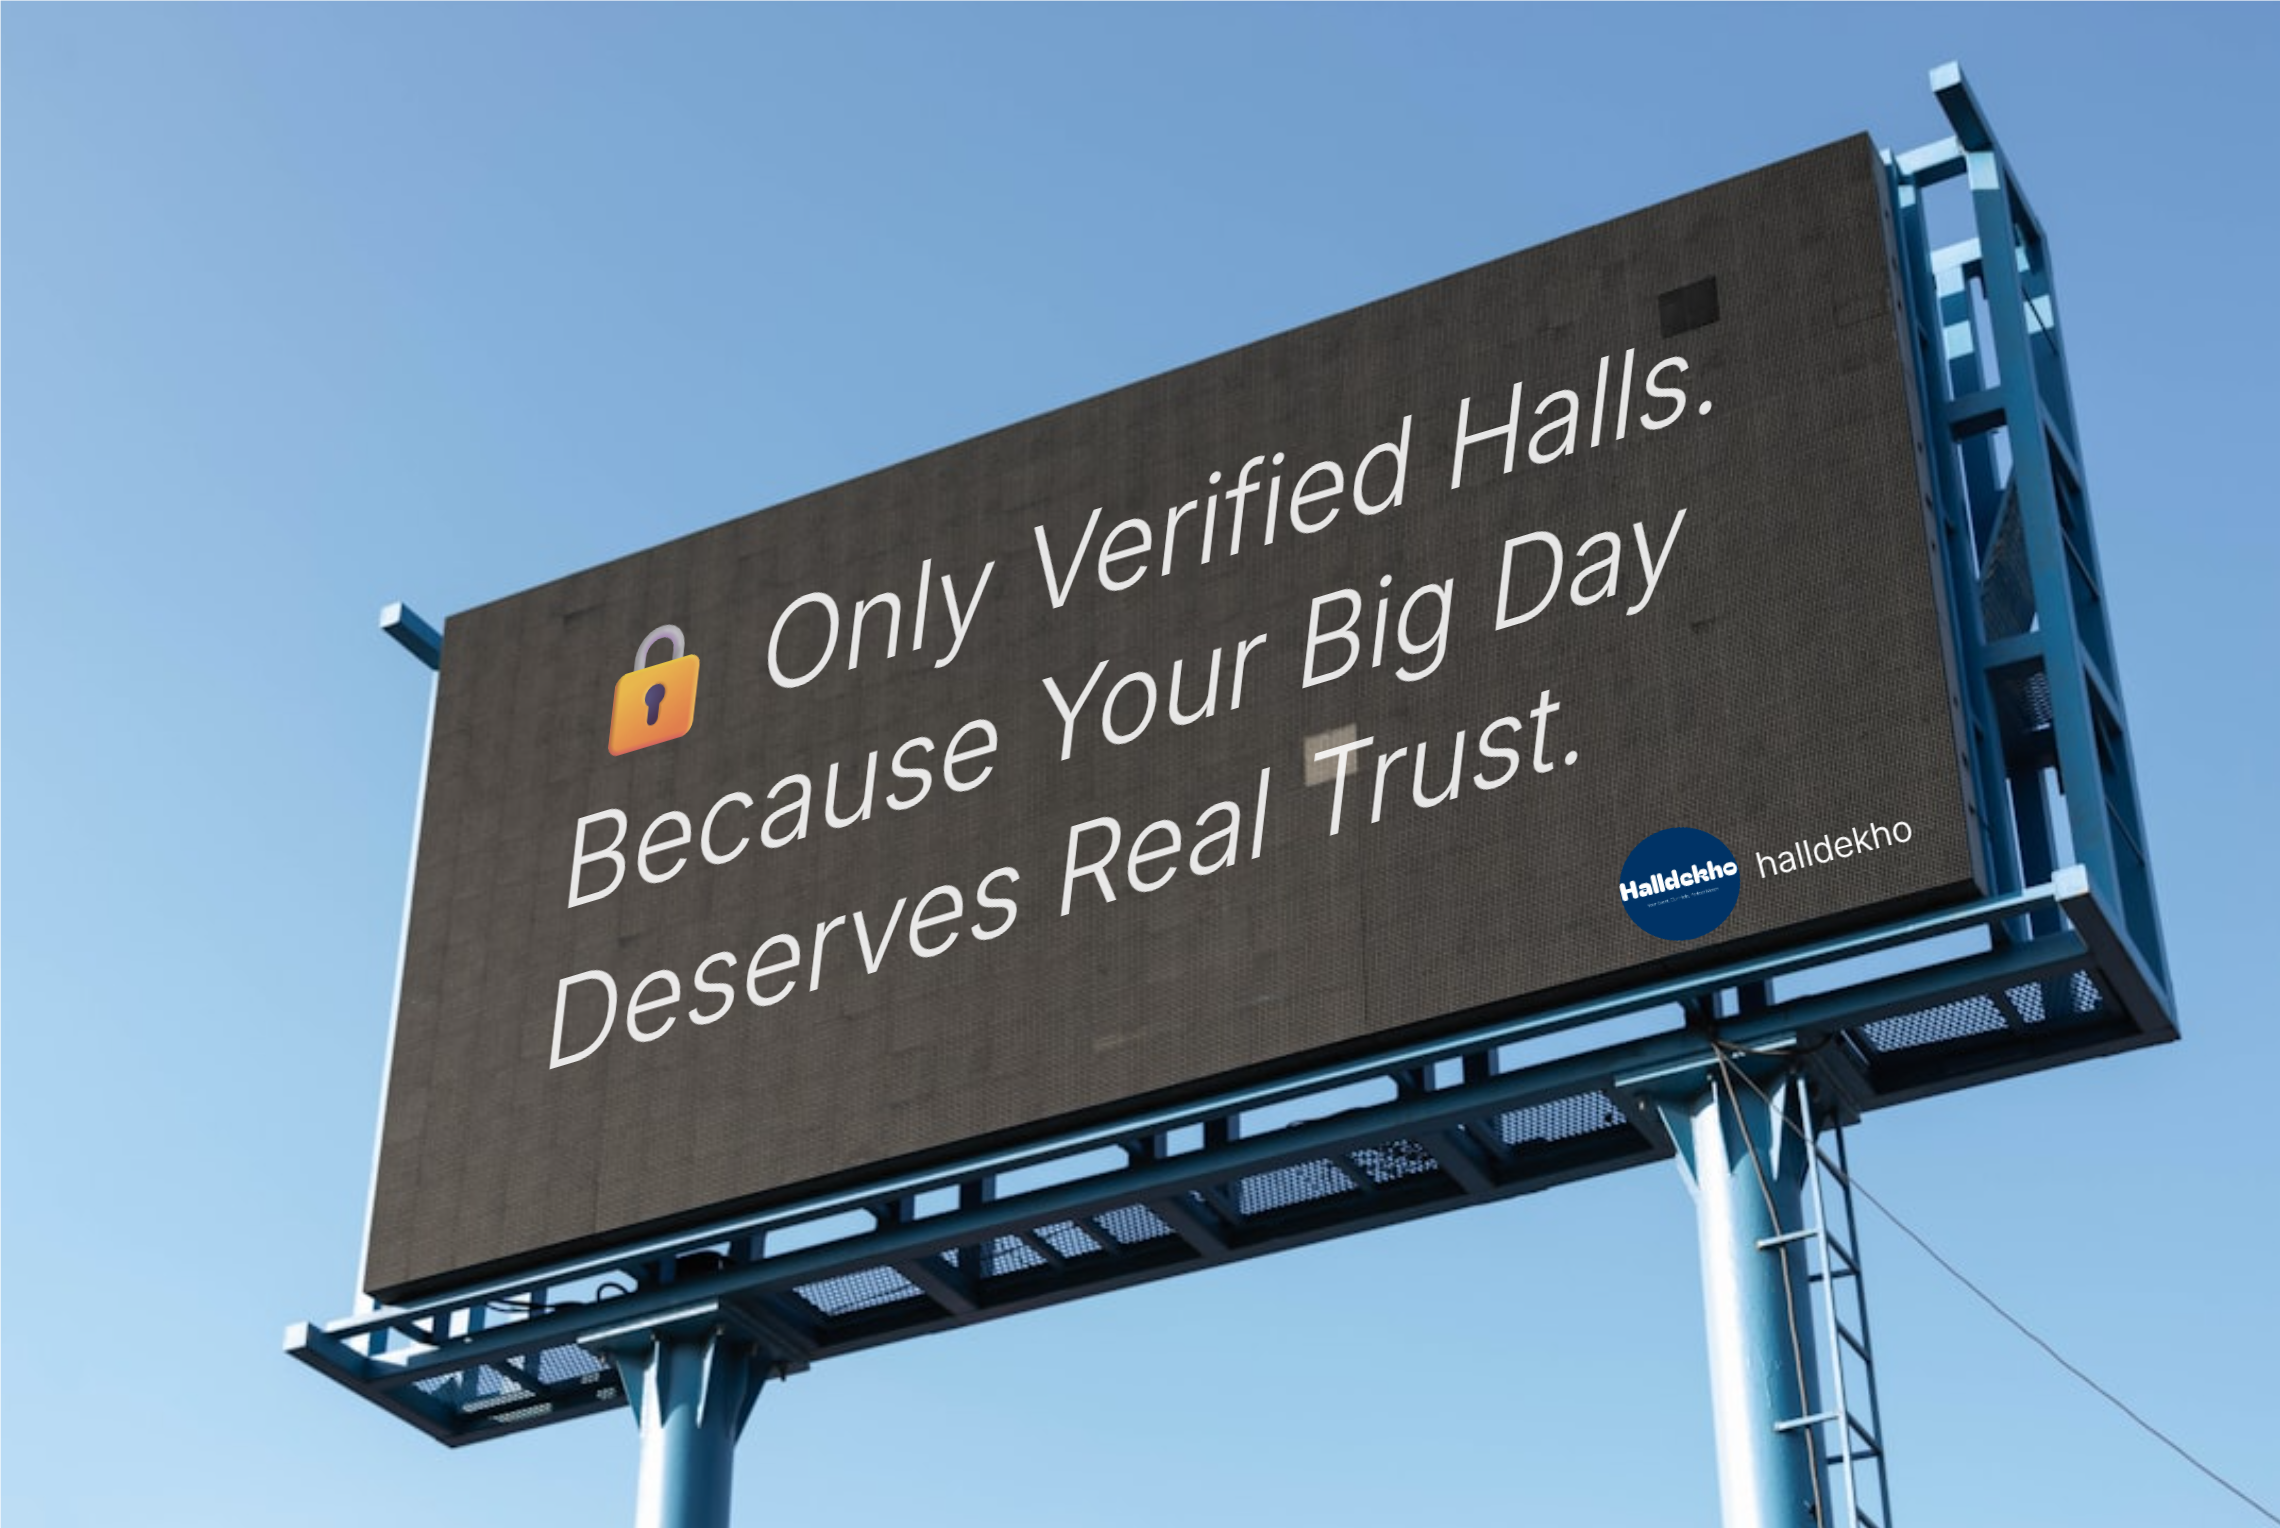 🔒 Only Verified Halls.
Because Your Big Day
Deserves Real Trust.
Halldekho
halldekho